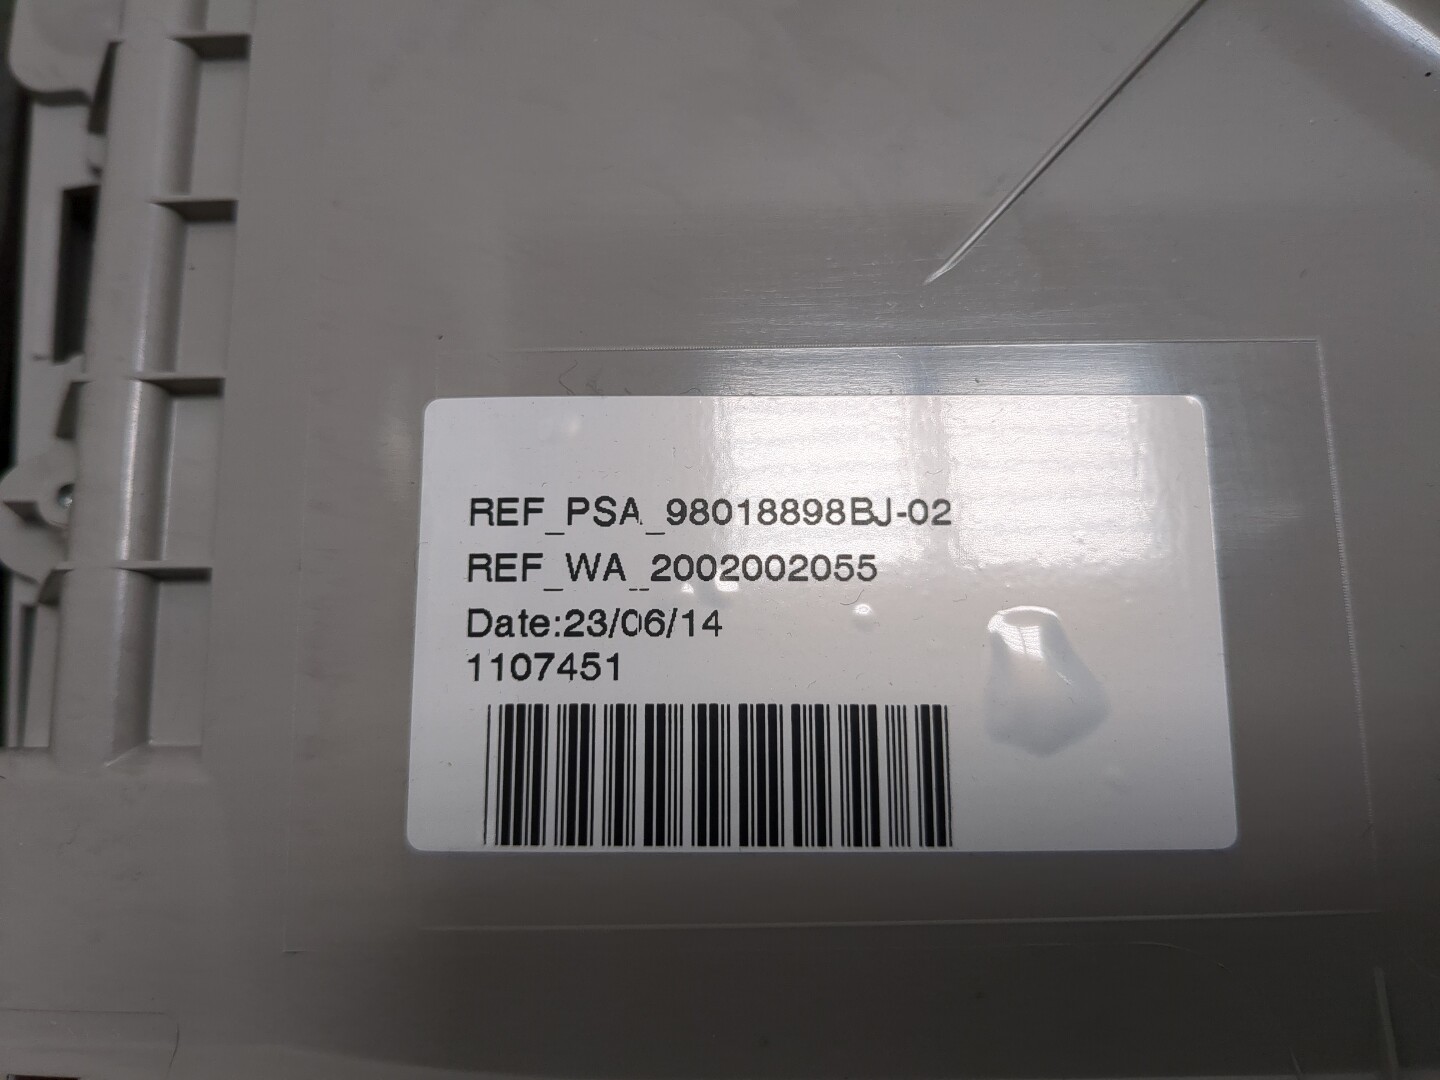 REF_PSA_98018898BJ-02
REF_WA_2002002055
Date:23/06/14
1107451